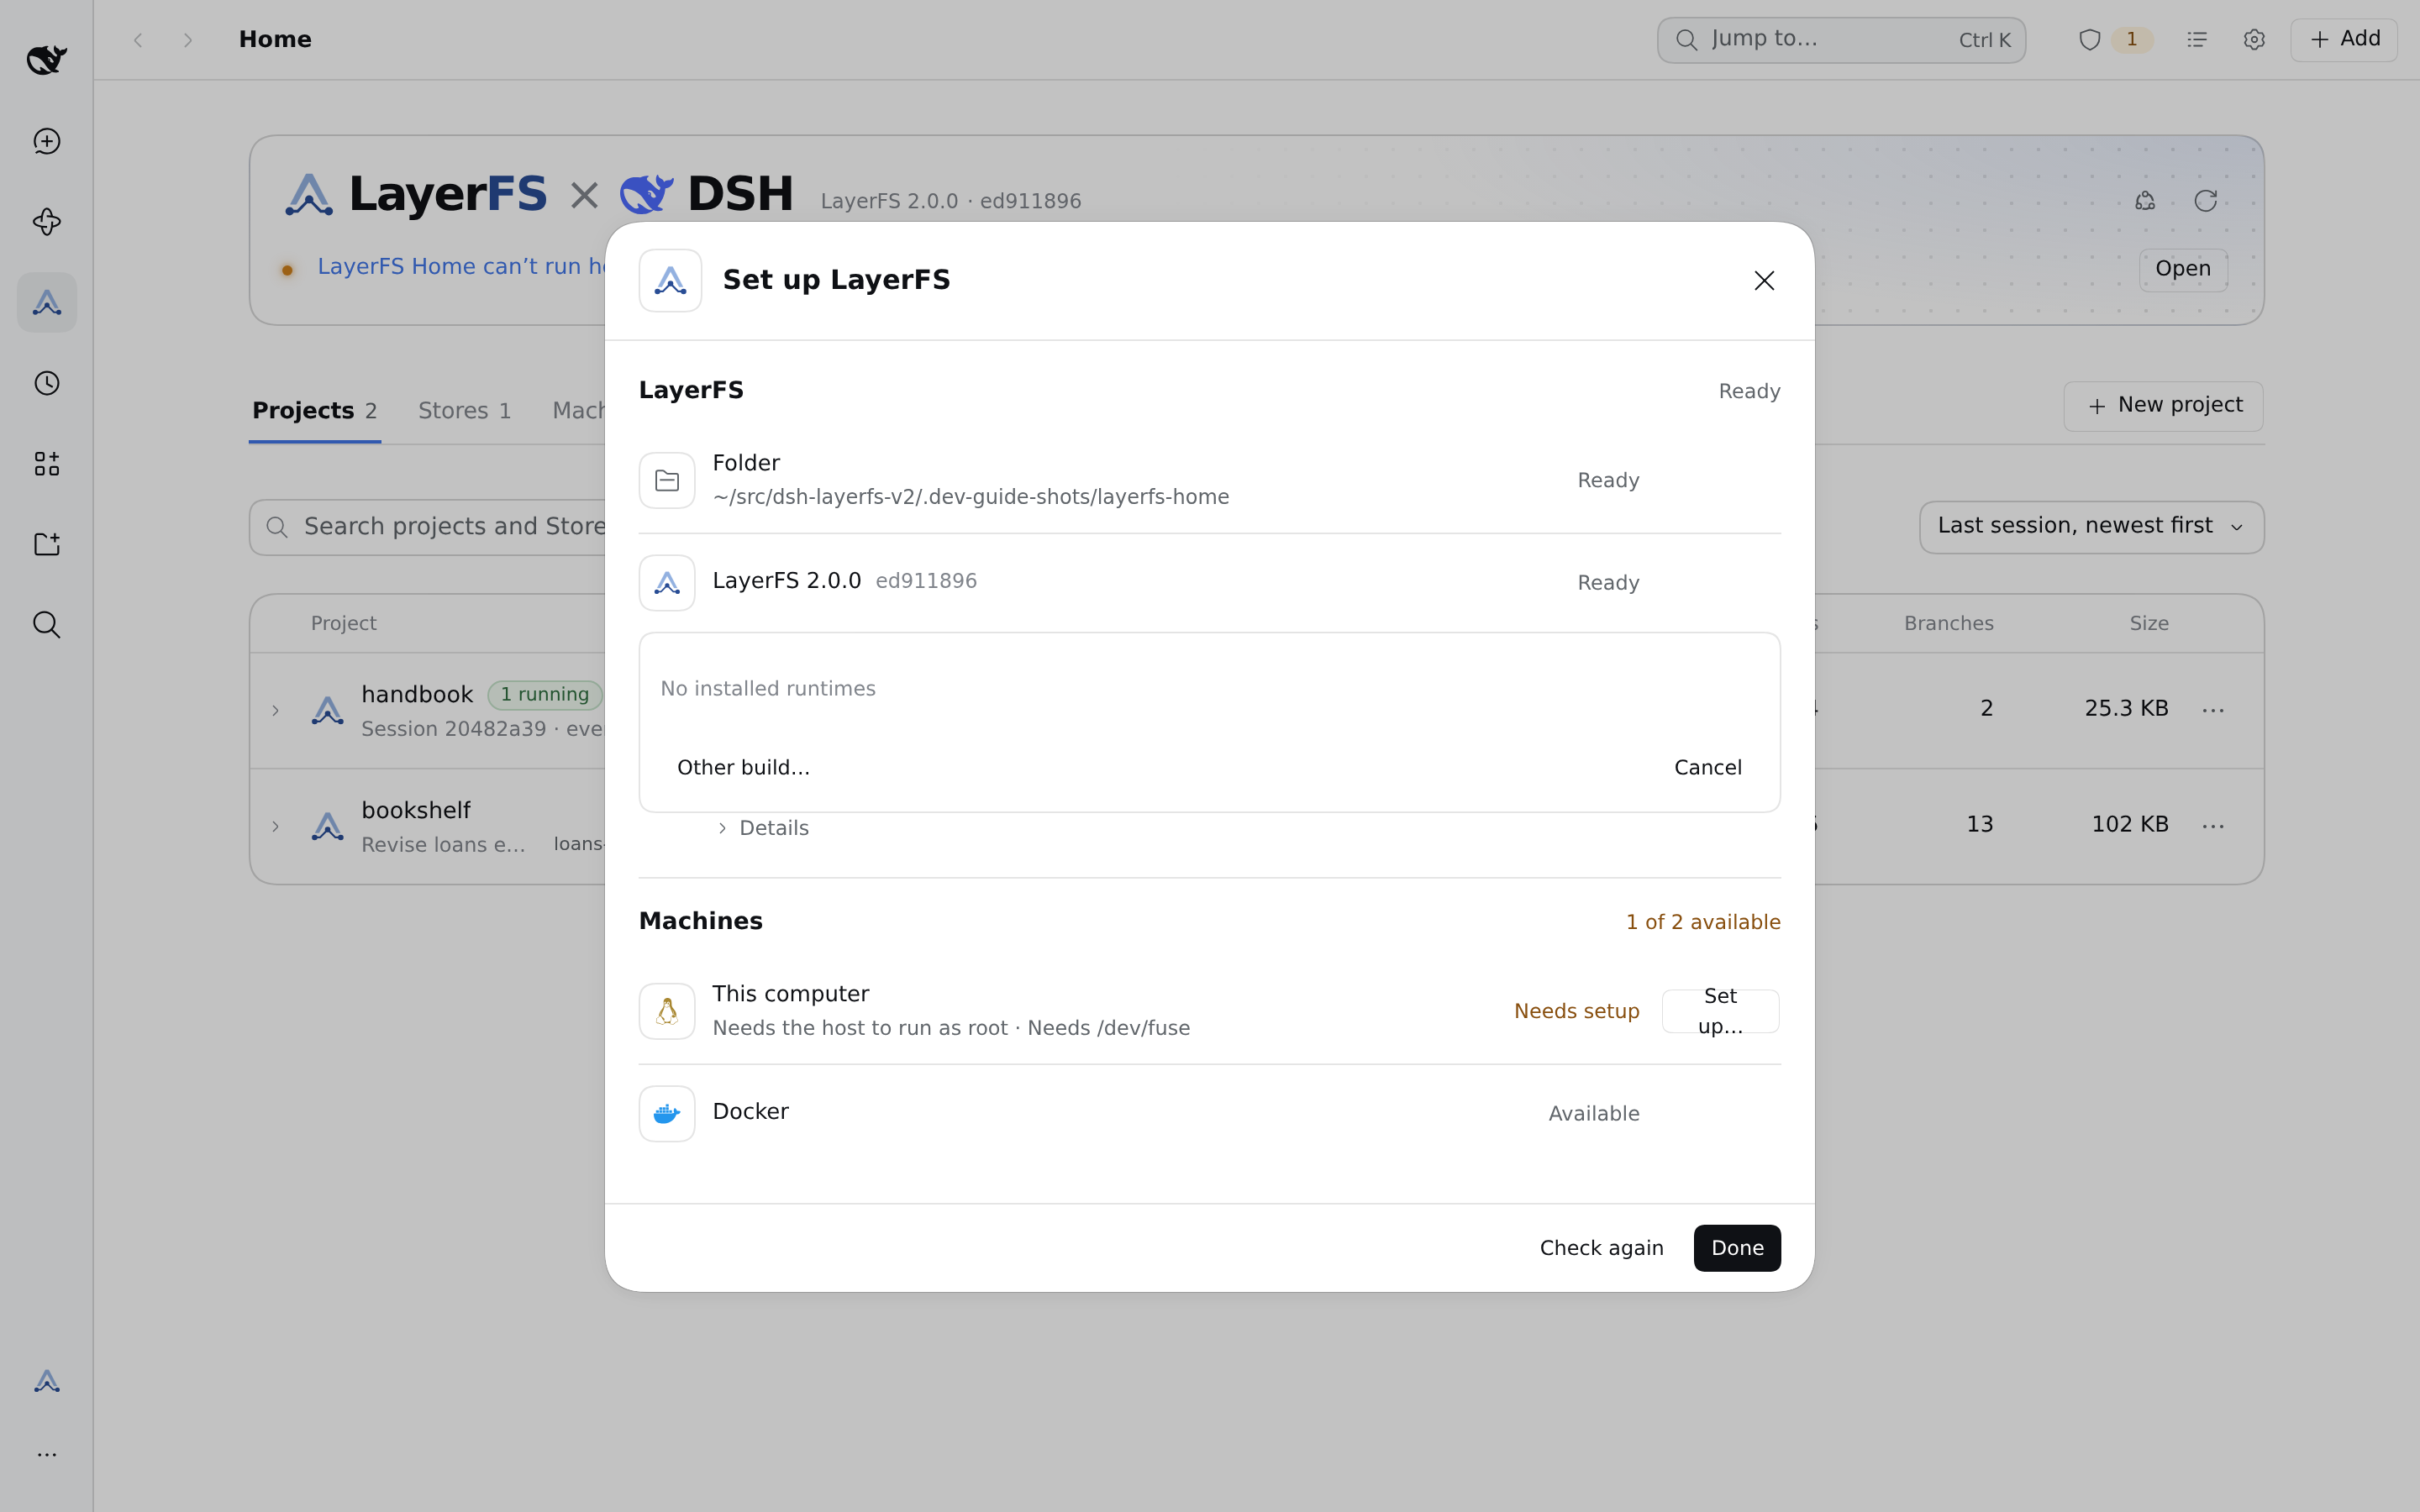 Home
Jump to...
Ctrl K
1
Add
LayerFS × DSH
LayerFS 2.0.0 · ed911896
LayerFS Home can't run
Open
Set up LayerFS
Projects 2
Stores 1
New project
LayerFS
Ready
Folder
~/src/dsh-layerfs-v2/.dev-guide-shots/layerfs-home
Ready
Search projects and
Last session, newest first
LayerFS 2.0.0 ed911896
Ready
Project
Branches
Size
No installed runtimes
handbook
1 running
Session 20482a39 ·
2
25.3 KB
...
Other build...
Cancel
bookshelf
Revise loans e...
13
102 KB
...
Details
Machines
1 of 2 available
This computer
Needs the host to run as root · Needs /dev/fuse
Needs setup
Set
up...
Docker
Available
Check again
Done